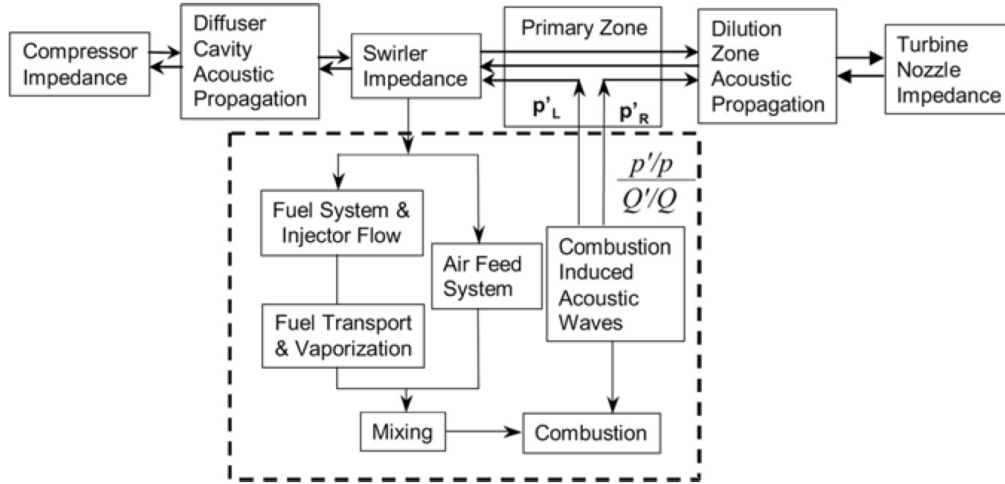 Compressor
Impedance
Diffuser
Cavity
Acoustic
Propagation
Swirler
Impedance
Primary Zone
p'L
p'R
Dilution
Zone
Acoustic
Propagation
Turbine
Nozzle
Impedance
p'/p
Q'/Q
Fuel System &
Injector Flow
Air Feed
System
Combustion
Induced
Acoustic
Waves
Fuel Transport
& Vaporization
Mixing
Combustion